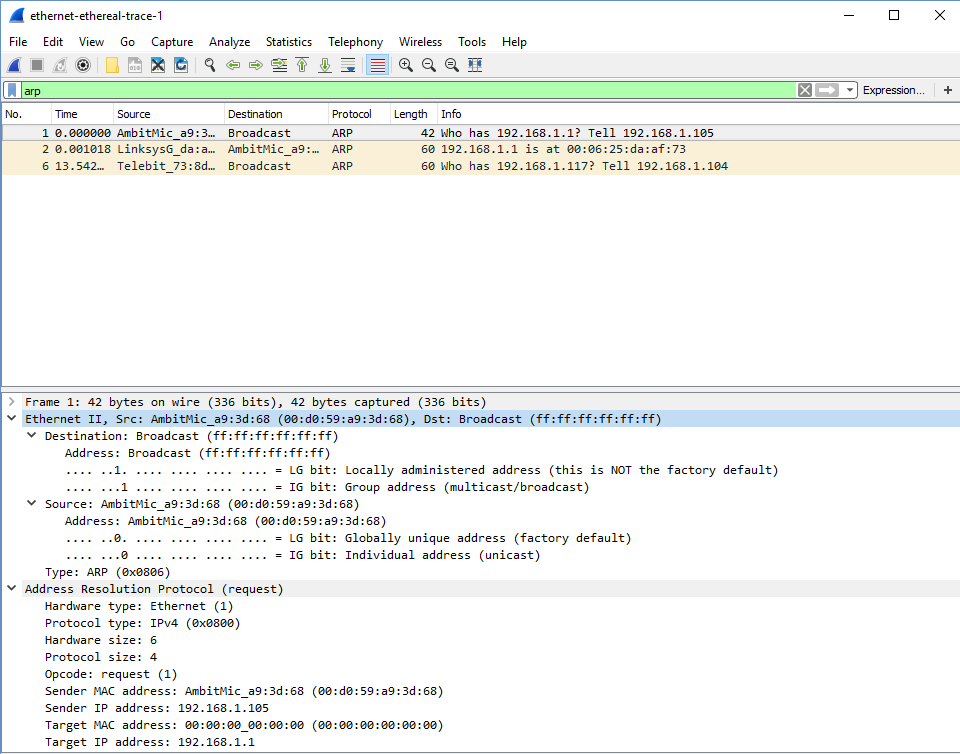 ethernet-ethereal-trace-1
File Edit View Go Capture Analyze Statistics Telephony Wireless Tools Help
arp Expression... +
No. Time Source Destination Protocol Length Info
1 0.000000 AmbitMic_a9:3… Broadcast ARP 42 Who has 192.168.1.1? Tell 192.168.1.105
2 0.001018 LinksysG_da:a… AmbitMic_a9:… ARP 60 192.168.1.1 is at 00:06:25:da:af:73
6 13.542… Telebit_73:8d… Broadcast ARP 60 Who has 192.168.1.117? Tell 192.168.1.104
Frame 1: 42 bytes on wire (336 bits), 42 bytes captured (336 bits)
Ethernet II, Src: AmbitMic_a9:3d:68 (00:d0:59:a9:3d:68), Dst: Broadcast (ff:ff:ff:ff:ff:ff)
Destination: Broadcast (ff:ff:ff:ff:ff:ff)
Address: Broadcast (ff:ff:ff:ff:ff:ff)
.... ..1. .... .... .... .... = LG bit: Locally administered address (this is NOT the factory default)
.... ...1 .... .... .... .... = IG bit: Group address (multicast/broadcast)
Source: AmbitMic_a9:3d:68 (00:d0:59:a9:3d:68)
Address: AmbitMic_a9:3d:68 (00:d0:59:a9:3d:68)
.... ..0. .... .... .... .... = LG bit: Globally unique address (factory default)
.... ...0 .... .... .... .... = IG bit: Individual address (unicast)
Type: ARP (0x0806)
Address Resolution Protocol (request)
Hardware type: Ethernet (1)
Protocol type: IPv4 (0x0800)
Hardware size: 6
Protocol size: 4
Opcode: request (1)
Sender MAC address: AmbitMic_a9:3d:68 (00:d0:59:a9:3d:68)
Sender IP address: 192.168.1.105
Target MAC address: 00:00:00_00:00:00 (00:00:00:00:00:00)
Target IP address: 192.168.1.1